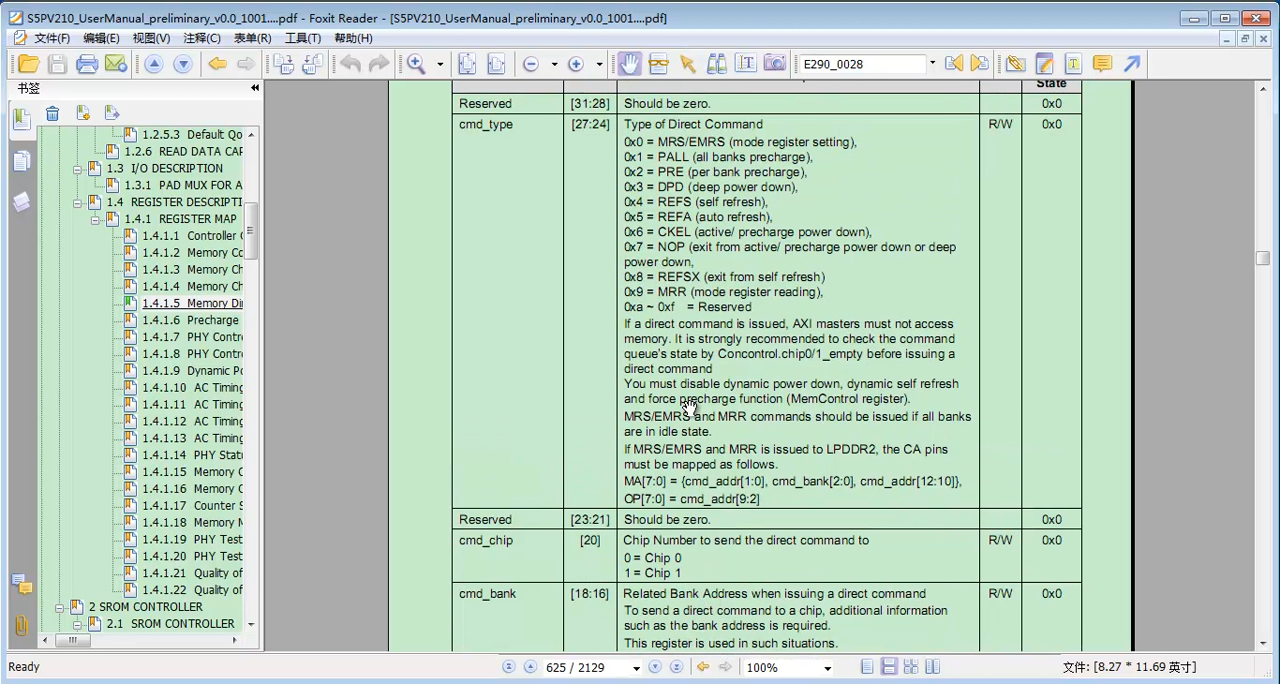 S5PV210_UserManual_preliminary_v0.0_1001....pdf - Foxit Reader - [S5PV210_UserManual_preliminary_v0.0_1001....pdf]
文件(F) 编辑(E) 视图(V) 注释(C) 表单(R) 工具(T) 帮助(H)
E290_0028
书签
1.2.5.3 Default Qo
1.2.6 READ DATA CAP
1.3 I/O DESCRIPTION
1.3.1 PAD MUX FOR A
1.4 REGISTER DESCRIPTI
1.4.1 REGISTER MAP
1.4.1.1 Controller C
1.4.1.2 Memory Co
1.4.1.3 Memory Ch
1.4.1.4 Memory Ch
1.4.1.5 Memory Di
1.4.1.6 Precharge
1.4.1.7 PHY Contr
1.4.1.8 PHY Contr
1.4.1.9 Dynamic Po
1.4.1.10 AC Timing
1.4.1.11 AC Timing
1.4.1.12 AC Timing
1.4.1.13 AC Timing
1.4.1.14 PHY Statu
1.4.1.15 Memory C
1.4.1.16 Memory C
1.4.1.17 Counter S
1.4.1.18 Memory M
1.4.1.19 PHY Test
1.4.1.20 PHY Test
1.4.1.21 Quality of
1.4.1.22 Quality of
2 SROM CONTROLLER
2.1 SROM CONTROLLER
State
Reserved [31:28] Should be zero. 0x0
cmd_type [27:24] Type of Direct Command R/W 0x0
0x0 = MRS/EMRS (mode register setting),
0x1 = PALL (all banks precharge),
0x2 = PRE (per bank precharge),
0x3 = DPD (deep power down),
0x4 = REFS (self refresh),
0x5 = REFA (auto refresh),
0x6 = CKEL (active/ precharge power down),
0x7 = NOP (exit from active/ precharge power down or deep
power down,
0x8 = REFSX (exit from self refresh)
0x9 = MRR (mode register reading),
0xa ~ 0xf = Reserved
If a direct command is issued, AXI masters must not access
memory. It is strongly recommended to check the command
queue's state by Concontrol.chip0/1_empty before issuing a
direct command
You must disable dynamic power down, dynamic self refresh
and force precharge function (MemControl register).
MRS/EMRS and MRR commands should be issued if all banks
are in idle state.
If MRS/EMRS and MRR is issued to LPDDR2, the CA pins
must be mapped as follows.
MA[7:0] = {cmd_addr[1:0], cmd_bank[2:0], cmd_addr[12:10]},
OP[7:0] = cmd_addr[9:2]
Reserved [23:21] Should be zero. 0x0
cmd_chip [20] Chip Number to send the direct command to R/W 0x0
0 = Chip 0
1 = Chip 1
cmd_bank [18:16] Related Bank Address when issuing a direct command R/W 0x0
To send a direct command to a chip, additional information
such as the bank address is required.
This register is used in such situations.
Ready 625 / 2129 100% 文件: [8.27 * 11.69 英寸]